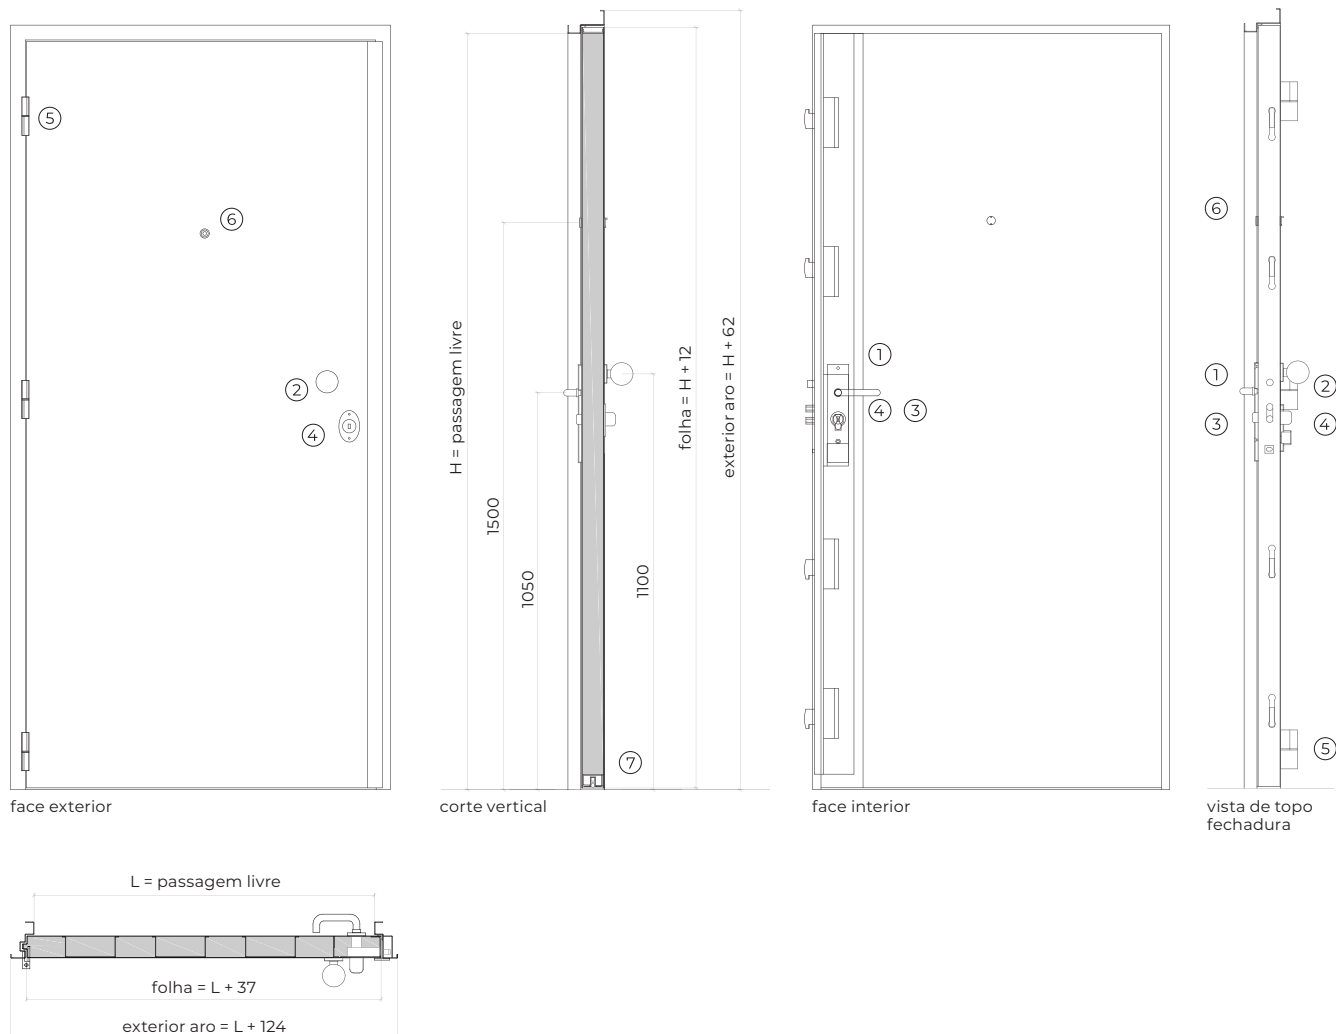 5
6
2
4
face exterior
H = passagem livre
1500
1050
1100
folha = H + 12
exterior aro = H + 62
7
corte vertical
1
4
3
face interior
6
1
2
3
4
5
vista de topo
fechadura
L = passagem livre
folha = L + 37
exterior aro = L + 124